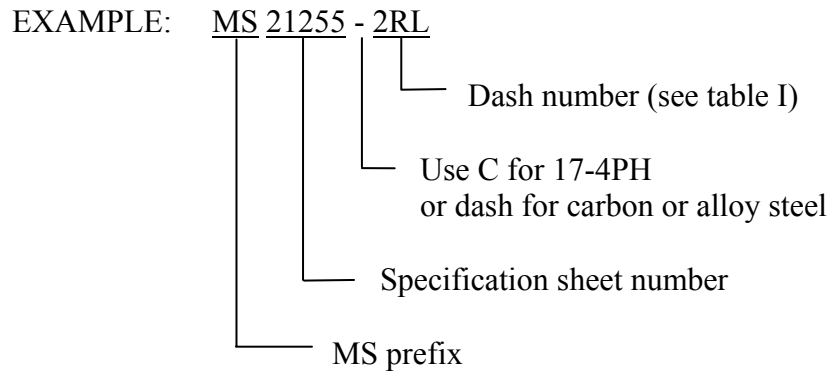 EXAMPLE: MS 21255 - 2RL
Dash number (see table I)
Use C for 17-4PH
or dash for carbon or alloy steel
Specification sheet number
MS prefix